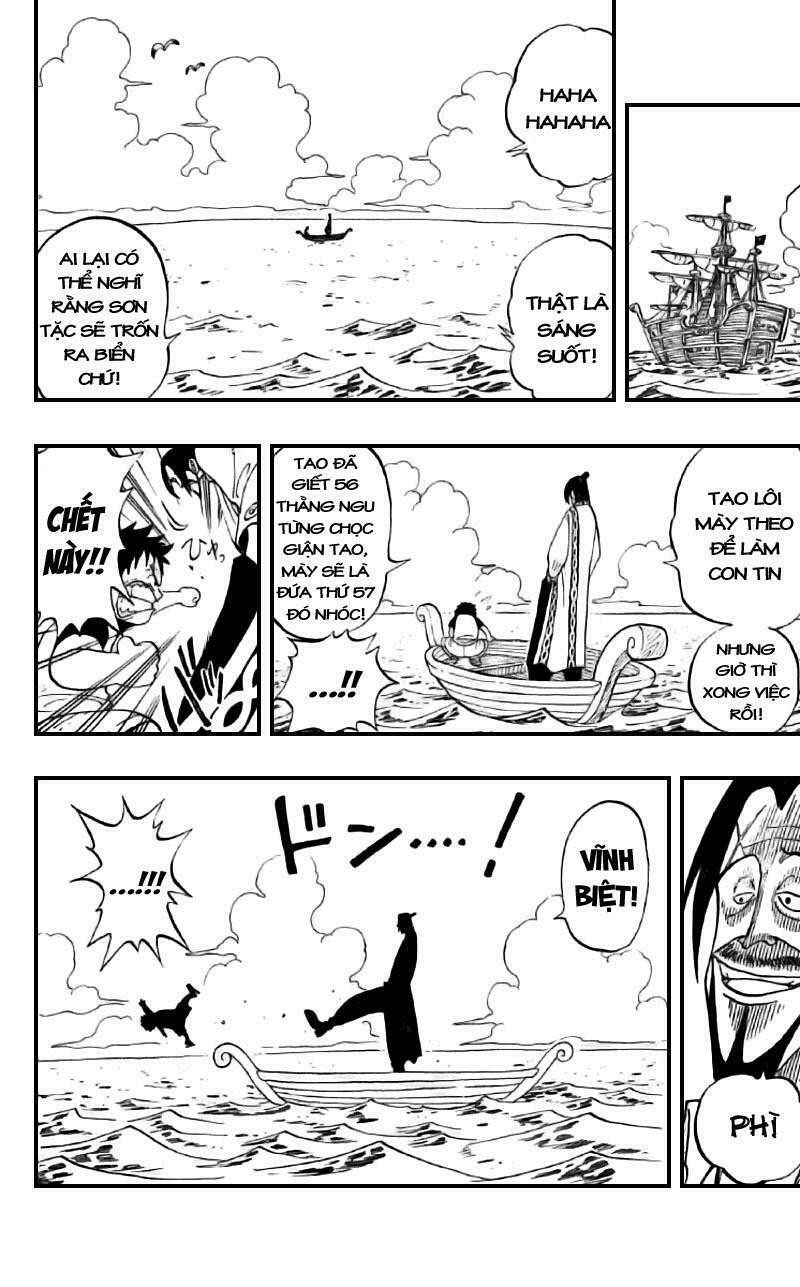 HAHA
HAHAHA
THẬT LÀ
SÁNG
SUỐT!
AI LẠI CÓ
THỂ NGHĨ
RẰNG SƠN
TẶC SẼ TRỐN
RA BIỂN
CHỨ!
TAO LÔI
MÀY THEO
ĐỂ LÀM
CON TIN
NHƯNG
GIỜ THÌ
XONG VIỆC
RỒI!
TAO ĐÃ
GIẾT 56
THẰNG NGU
TỪNG CHỌC
GIẬN TAO,
MÀY SẼ LÀ
ĐỨA THỨ 57
ĐÓ NHÓC!
...!!
CHẾT
NÀY!!
PHÌ
VĨNH
BIỆT!
ドン....!
...!!!